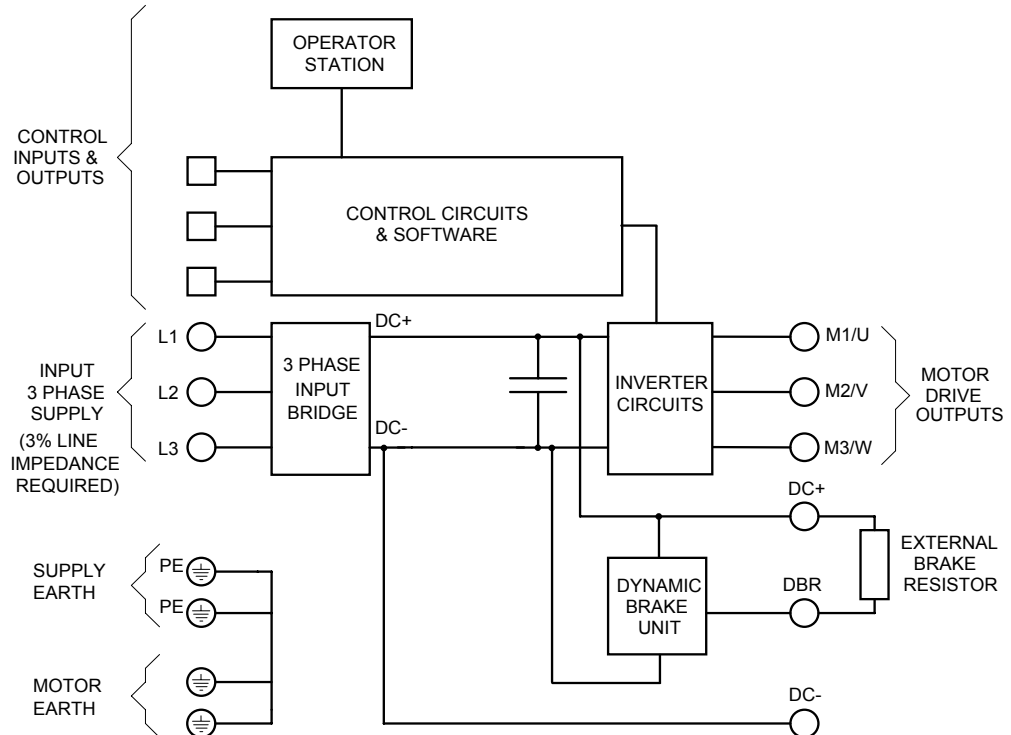 OPERATOR
STATION
CONTROL
INPUTS &
OUTPUTS
CONTROL CIRCUITS
& SOFTWARE
INPUT
3 PHASE
SUPPLY
(3% LINE
IMPEDANCE
REQUIRED)
L1
L2
L3
3 PHASE
INPUT
BRIDGE
DC+
DC-
INVERTER
CIRCUITS
M1/U
M2/V
M3/W
MOTOR
DRIVE
OUTPUTS
DC+
DBR
DC-
EXTERNAL
BRAKE
RESISTOR
DYNAMIC
BRAKE
UNIT
SUPPLY
EARTH
PE
PE
MOTOR
EARTH